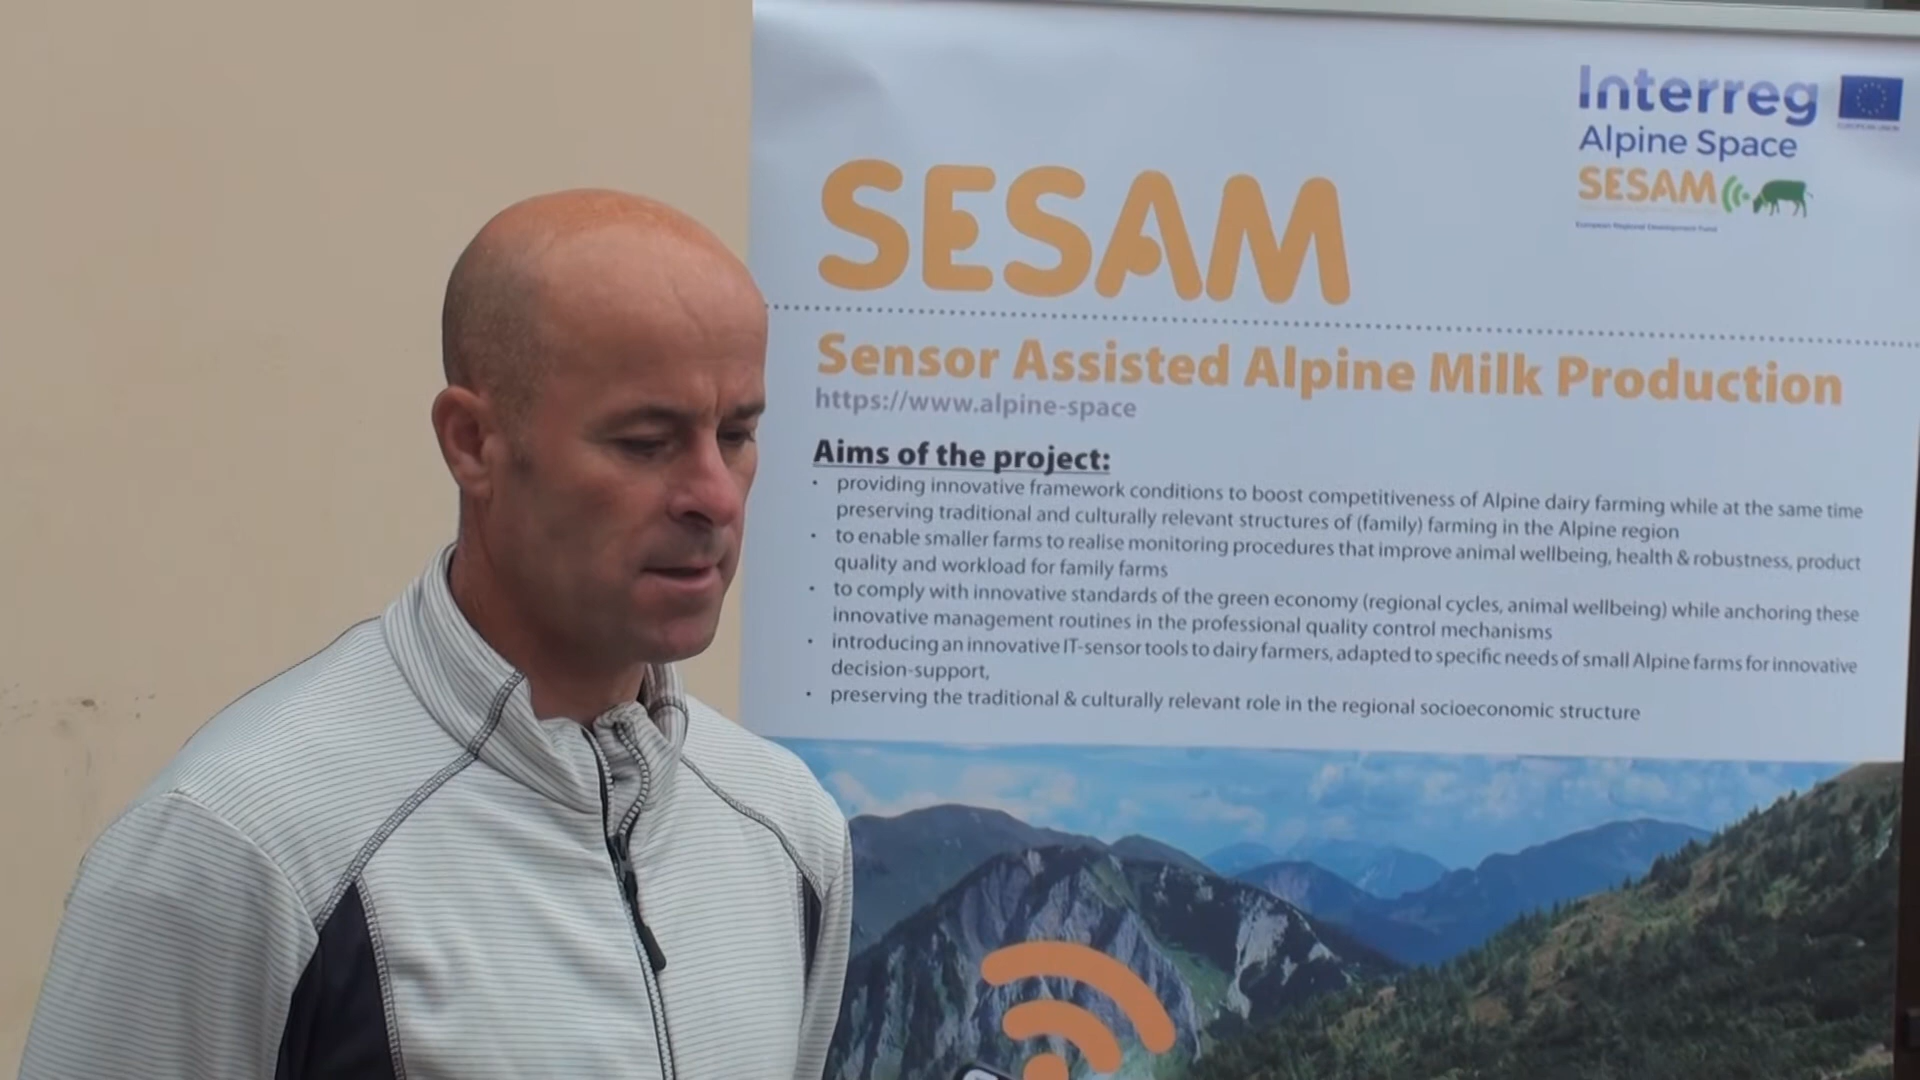 Interreg
EUROPEAN UNION
Alpine Space
SESAM
European Regional Development Fund
SESAM
Sensor Assisted Alpine Milk Production
https://www.alpine-space
Aims of the project:
• providing innovative framework conditions to boost competitiveness of Alpine dairy farming while at the same time
preserving traditional and culturally relevant structures of (family) farming in the Alpine region
• to enable smaller farms to realise monitoring procedures that improve animal wellbeing, health & robustness, product
quality and workload for family farms
• to comply with innovative standards of the green economy (regional cycles, animal wellbeing) while anchoring these
innovative management routines in the professional quality control mechanisms
• introducing an innovative IT-sensor tools to dairy farmers, adapted to specific needs of small Alpine farms for innovative
decision-support,
• preserving the traditional & culturally relevant role in the regional socioeconomic structure